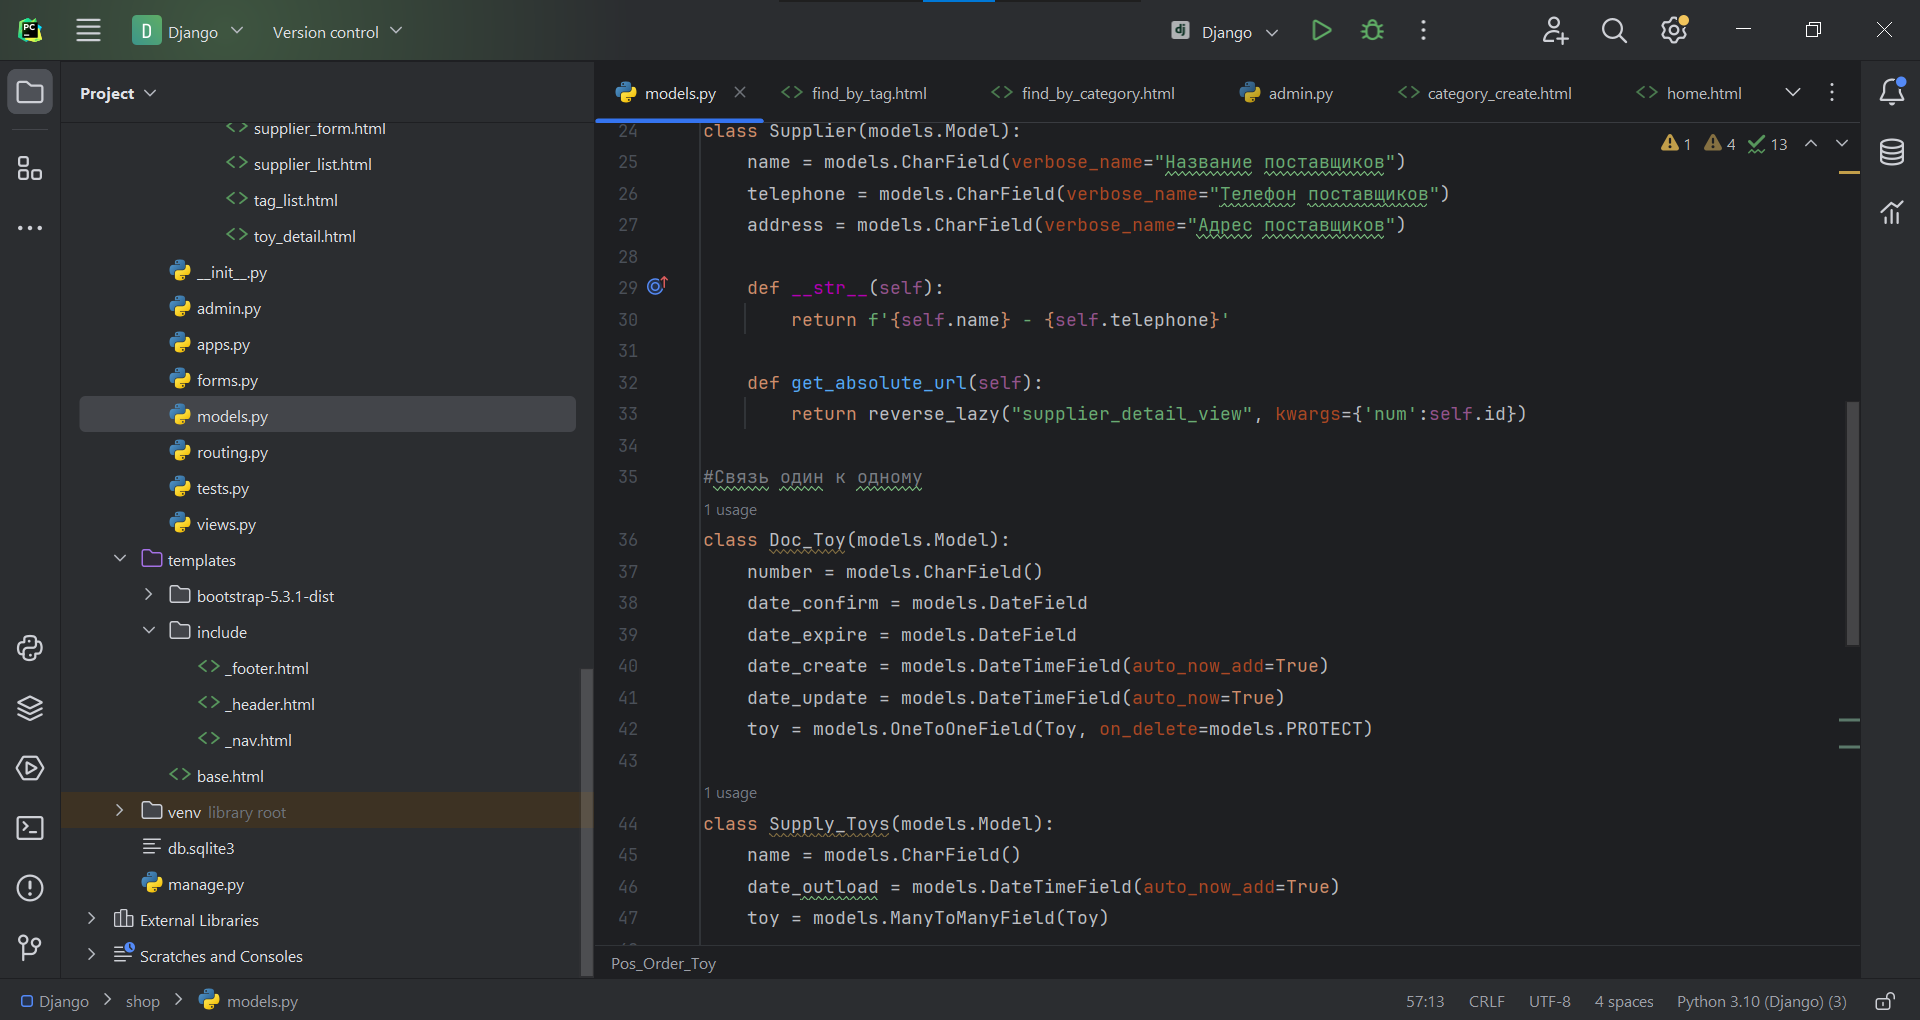 PC
D Django
Version control
dj Django
Project
supplier_form.html
supplier_list.html
tag_list.html
toy_detail.html
__init__.py
admin.py
apps.py
forms.py
models.py
routing.py
tests.py
views.py
templates
bootstrap-5.3.1-dist
include
_footer.html
_header.html
_nav.html
base.html
venv library root
db.sqlite3
manage.py
External Libraries
Scratches and Consoles
models.py
find_by_tag.html
find_by_category.html
admin.py
category_create.html
home.html
1 4 13
24 class Supplier(models.Model):
25 name = models.CharField(verbose_name="Название поставщиков")
26 telephone = models.CharField(verbose_name="Телефон поставщиков")
27 address = models.CharField(verbose_name="Адрес поставщиков")
28
29 def __str__(self):
30 return f'{self.name} - {self.telephone}'
31
32 def get_absolute_url(self):
33 return reverse_lazy("supplier_detail_view", kwargs={'num':self.id})
34
35 #Связь один к одному
1 usage
36 class Doc_Toy(models.Model):
37 number = models.CharField()
38 date_confirm = models.DateField
39 date_expire = models.DateField
40 date_create = models.DateTimeField(auto_now_add=True)
41 date_update = models.DateTimeField(auto_now=True)
42 toy = models.OneToOneField(Toy, on_delete=models.PROTECT)
43
1 usage
44 class Supply_Toys(models.Model):
45 name = models.CharField()
46 date_outload = models.DateTimeField(auto_now_add=True)
47 toy = models.ManyToManyField(Toy)
Pos_Order_Toy
Django
shop
models.py
57:13
CRLF
UTF-8
4 spaces
Python 3.10 (Django) (3)